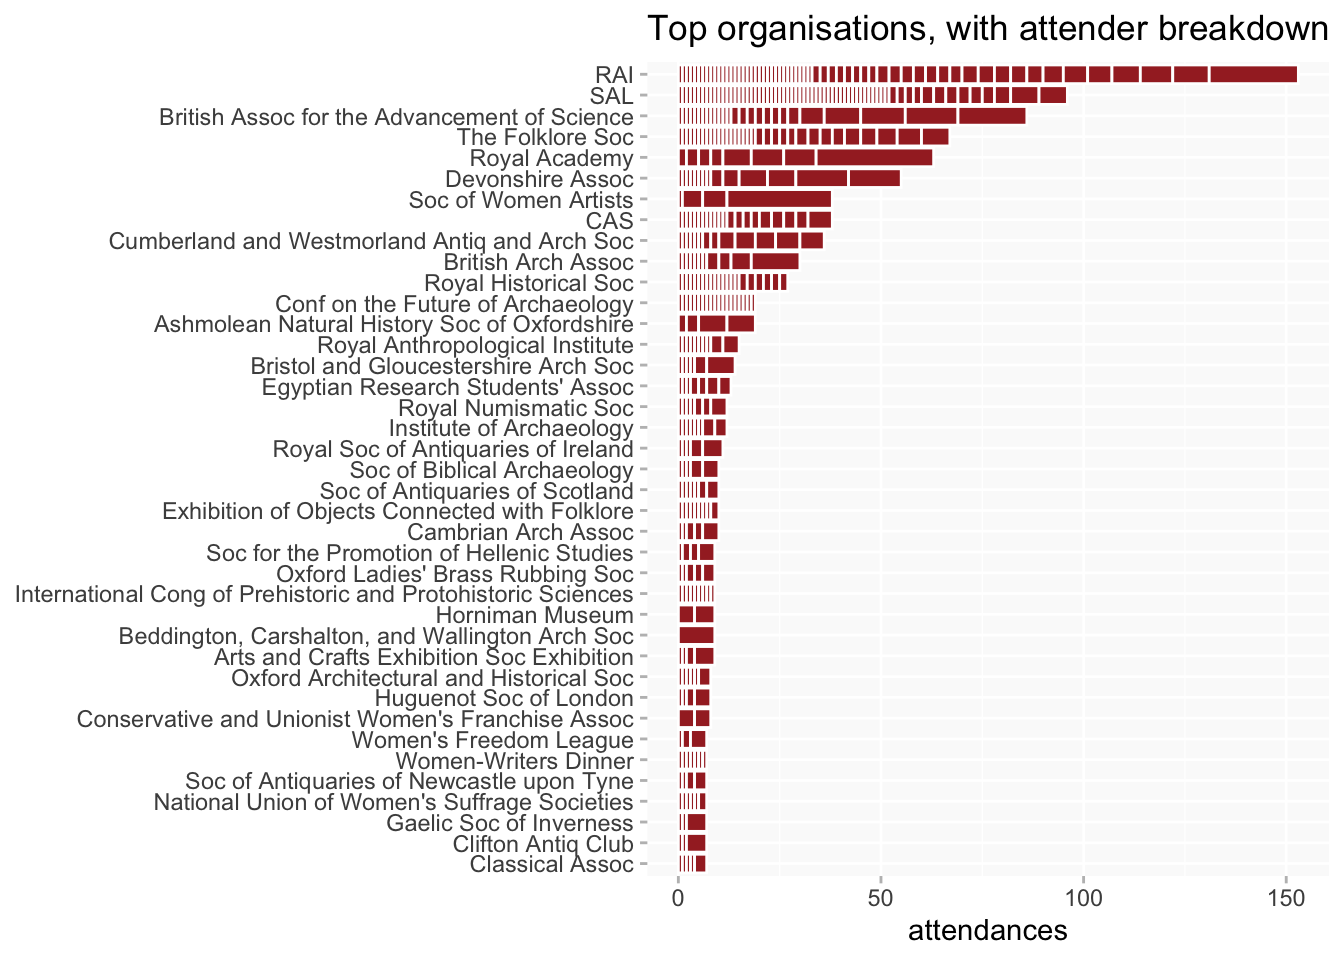 Top organisations, with attender breakdown
RAI
SAL
British Assoc for the Advancement of Science
The Folklore Soc
Royal Academy
Devonshire Assoc
Soc of Women Artists
CAS
Cumberland and Westmorland Antiq and Arch Soc
British Arch Assoc
Royal Historical Soc
Conf on the Future of Archaeology
Ashmolean Natural History Soc of Oxfordshire
Royal Anthropological Institute
Bristol and Gloucestershire Arch Soc
Egyptian Research Students' Assoc
Royal Numismatic Soc
Institute of Archaeology
Royal Soc of Antiquaries of Ireland
Soc of Biblical Archaeology
Soc of Antiquaries of Scotland
Exhibition of Objects Connected with Folklore
Cambrian Arch Assoc
Soc for the Promotion of Hellenic Studies
Oxford Ladies' Brass Rubbing Soc
International Cong of Prehistoric and Protohistoric Sciences
Horniman Museum
Beddington, Carshalton, and Wallington Arch Soc
Arts and Crafts Exhibition Soc Exhibition
Oxford Architectural and Historical Soc
Huguenot Soc of London
Conservative and Unionist Women's Franchise Assoc
Women's Freedom League
Women-Writers Dinner
Soc of Antiquaries of Newcastle upon Tyne
National Union of Women's Suffrage Societies
Gaelic Soc of Inverness
Clifton Antiq Club
Classical Assoc
0 50 100 150
attendances